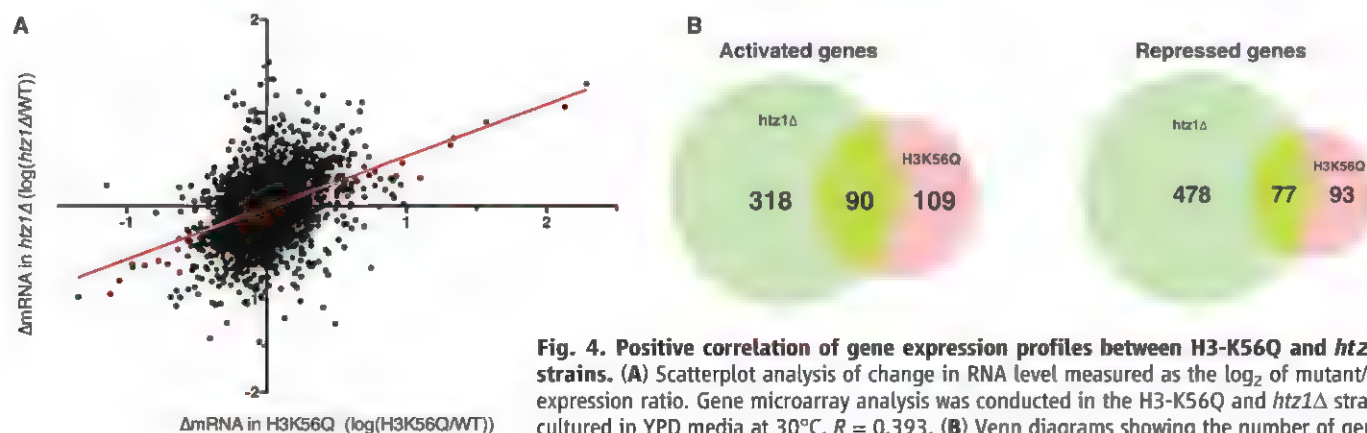 A
2
ΔmRNA in htz1Δ (log(htz1Δ/WT))
-1
1
2
-2
ΔmRNA in H3K56Q (log(H3K56Q/WT))
B
Activated genes
htz1Δ
H3K56Q
318
90
109
Repressed genes
htz1Δ
H3K56Q
478
77
93
Fig. 4. Positive correlation of gene expression profiles between H3-K56Q and htz
strains. (A) Scatterplot analysis of change in RNA level measured as the log₂ of mutant/
expression ratio. Gene microarray analysis was conducted in the H3-K56Q and htz1Δ stra
cultured in YPD media at 30°C. R = 0.393. (B) Venn diagrams showing the number of ge